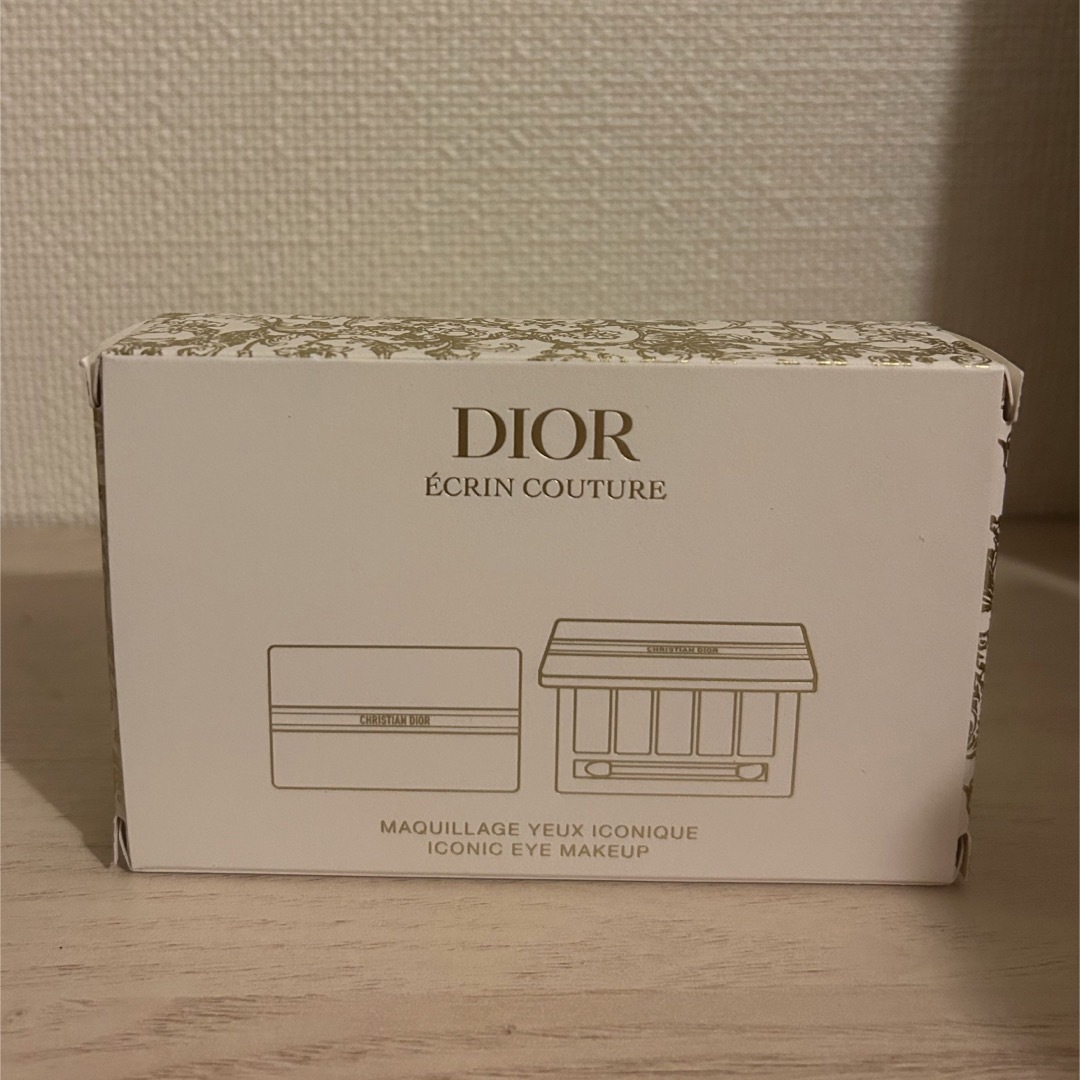 DIOR
ÉCRIN COUTURE
CHRISTIAN DIOR
CHRISTIAN DIOR
MAQUILLAGE YEUX ICONIQUE
ICONIC EYE MAKEUP